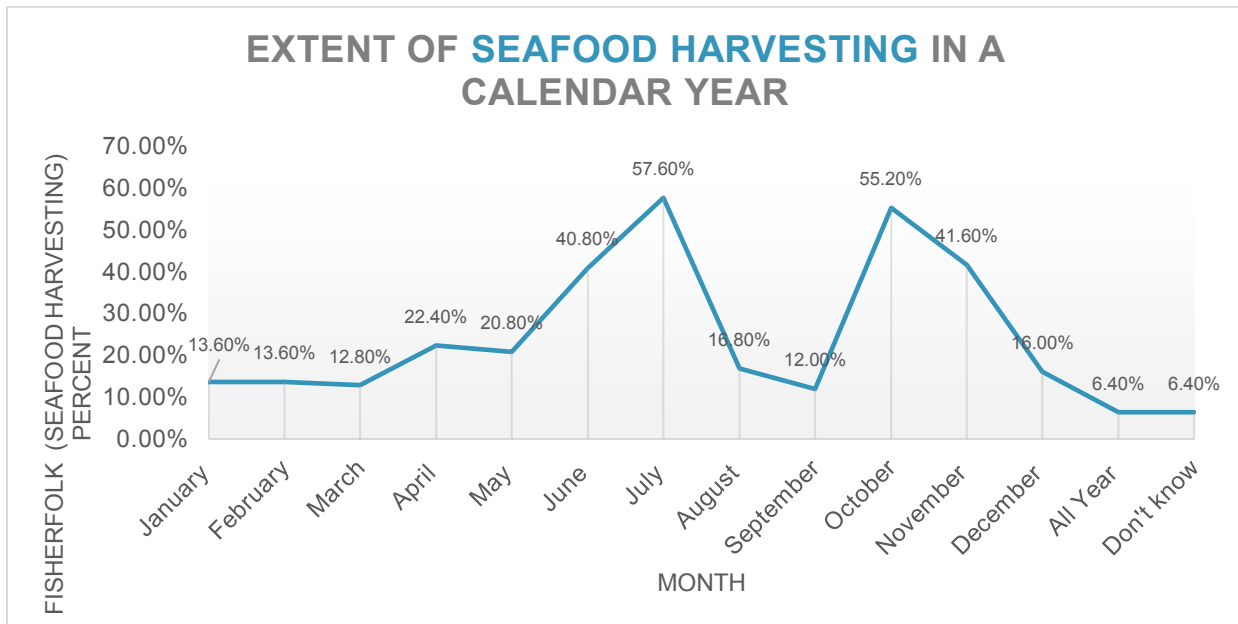 EXTENT OF SEAFOOD HARVESTING IN A
CALENDAR YEAR
FISHERFOLK (SEAFOOD HARVESTING)
PERCENT
70.00%
60.00%
50.00%
40.00%
30.00%
20.00%
10.00%
0.00%
13.60%
13.60%
12.80%
22.40%
20.80%
40.80%
57.60%
16.80%
12.00%
55.20%
41.60%
16.00%
6.40%
6.40%
January
February
March
April
May
June
July
August
September
October
November
December
All Year
Don't know
MONTH